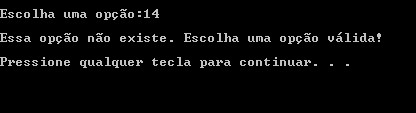 Escolha uma opção:14
Essa opção não existe. Escolha uma opção válida!
Pressione qualquer tecla para continuar. . .